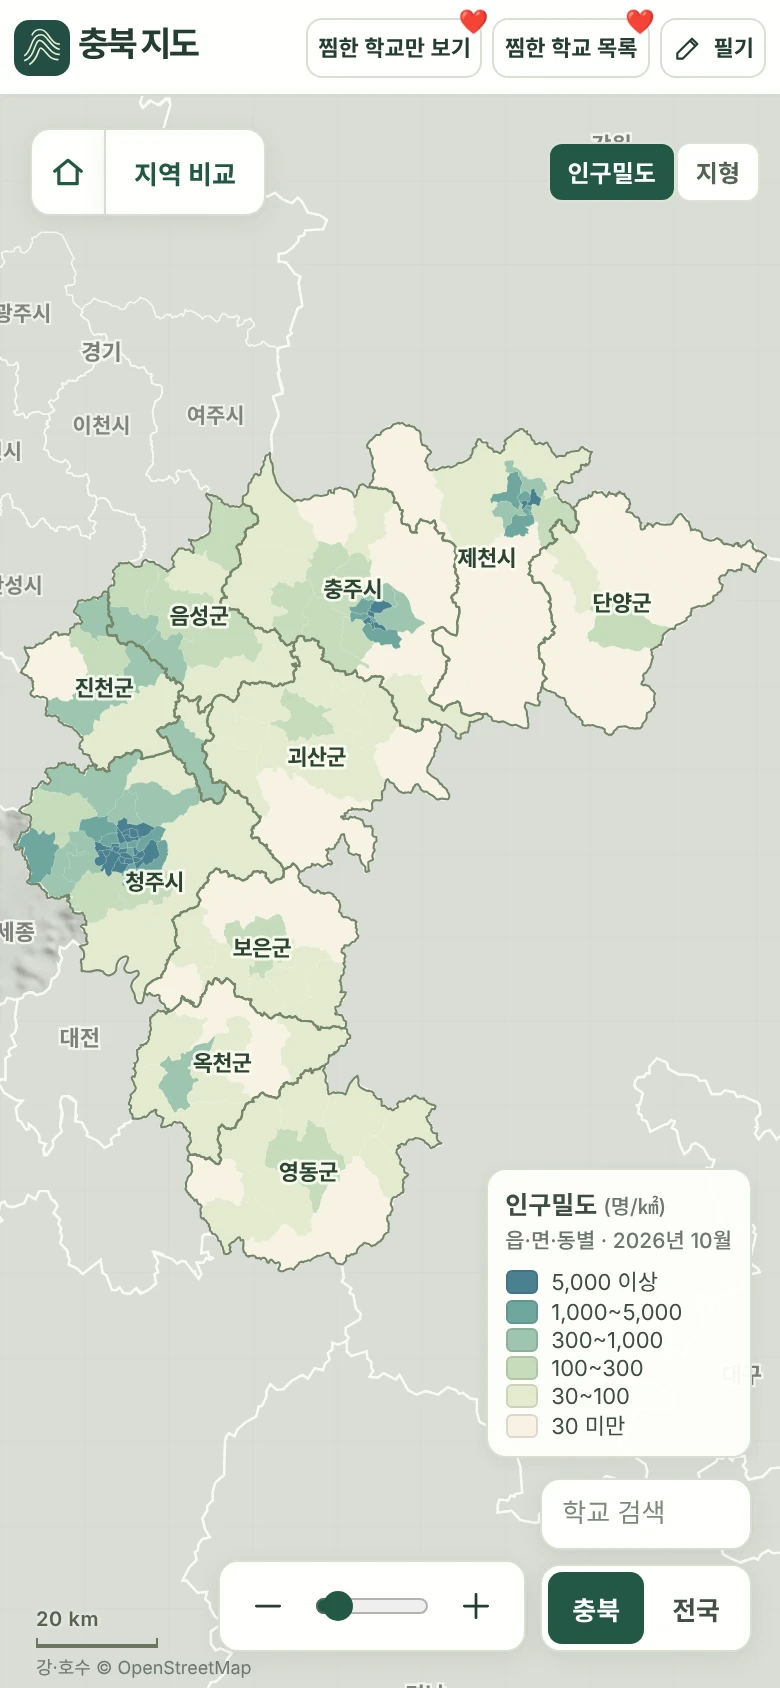 충북 지도
찜한 학교만 보기
찜한 학교 목록
필기
지역 비교
인구밀도
지형
강원
광주시
경기
이천시
여주시
제천시
충주시
단양군
음성군
진천군
괴산군
청주시
세종
보은군
대전
옥천군
영동군
인구밀도 (명/㎢)
읍·면·동별 · 2026년 10월
5,000 이상
1,000~5,000
300~1,000
100~300
30~100
30 미만
대구
학교 검색
충북
전국
20 km
강·호수 © OpenStreetMap